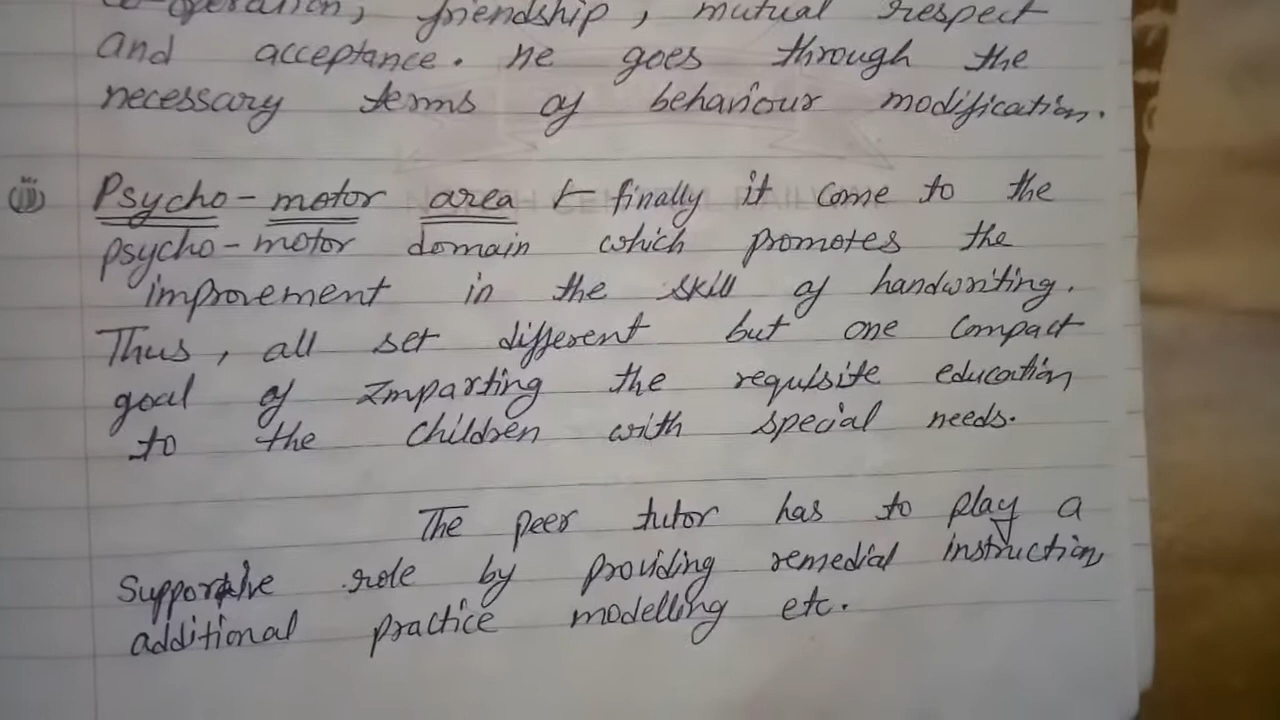 co-operation, friendship, mutual respect
and acceptance. He goes through the
necessary terms of behaviour modification.
(iii) Psycho-motor area :- finally it come to the
psycho-motor domain which promotes the
improvement in the skill of handwriting.
Thus, all set different but one compact
goal of Imparting the requisite education
to the children with special needs.
The peer tutor has to play a
Supportive role by providing remedial instruction,
additional practice modelling etc.